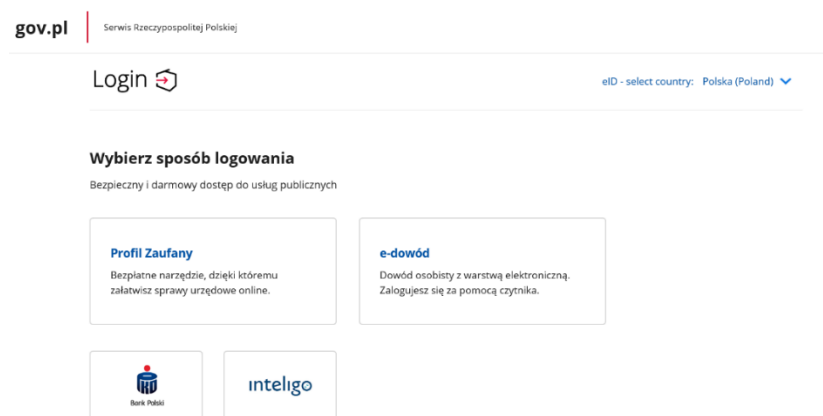 gov.pl Serwis Rzeczypospolitej Polskiej
Login eID - select country: Polska (Poland)
Wybierz sposób logowania
Bezpieczny i darmowy dostęp do usług publicznych
Profil Zaufany
Bezpłatne narzędzie, dzięki któremu
załatwisz sprawy urzędowe online.
e-dowód
Dowód osobisty z warstwą elektroniczną.
Zalogujesz się za pomocą czytnika.
PKO
Bank Polski
inteligo